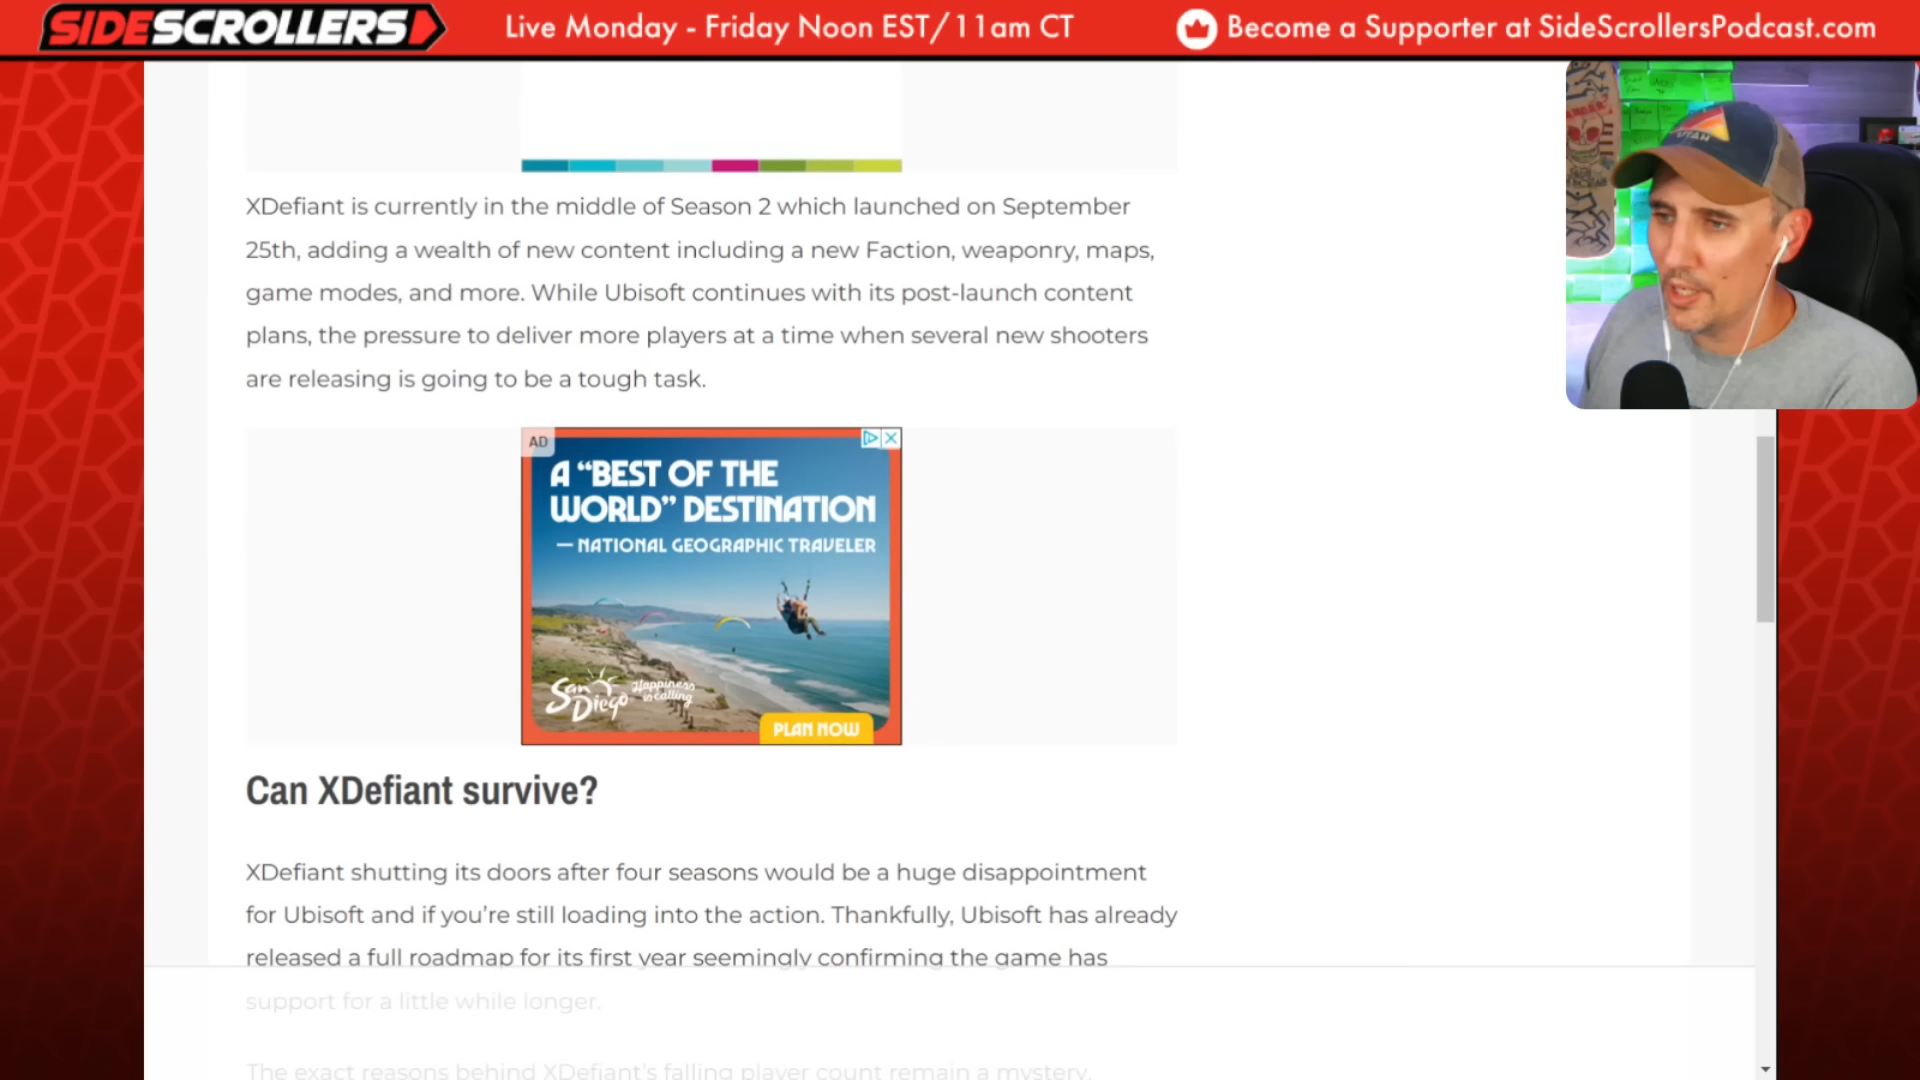 SIDESCROLLERS
Live Monday - Friday Noon EST/11am CT
Become a Supporter at SideScrollersPodcast.com
UTAH
XDefiant is currently in the middle of Season 2 which launched on September
25th, adding a wealth of new content including a new Faction, weaponry, maps,
game modes, and more. While Ubisoft continues with its post-launch content
plans, the pressure to deliver more players at a time when several new shooters
are releasing is going to be a tough task.
AD
A “BEST OF THE
WORLD” DESTINATION
— NATIONAL GEOGRAPHIC TRAVELER
San Diego
Happiness
is calling
PLAN NOW
Can XDefiant survive?
XDefiant shutting its doors after four seasons would be a huge disappointment
for Ubisoft and if you’re still loading into the action. Thankfully, Ubisoft has already
released a full roadmap for its first year seemingly confirming the game has
support for a little while longer.
The exact reasons behind XDefiant’s falling player count remain a mystery.